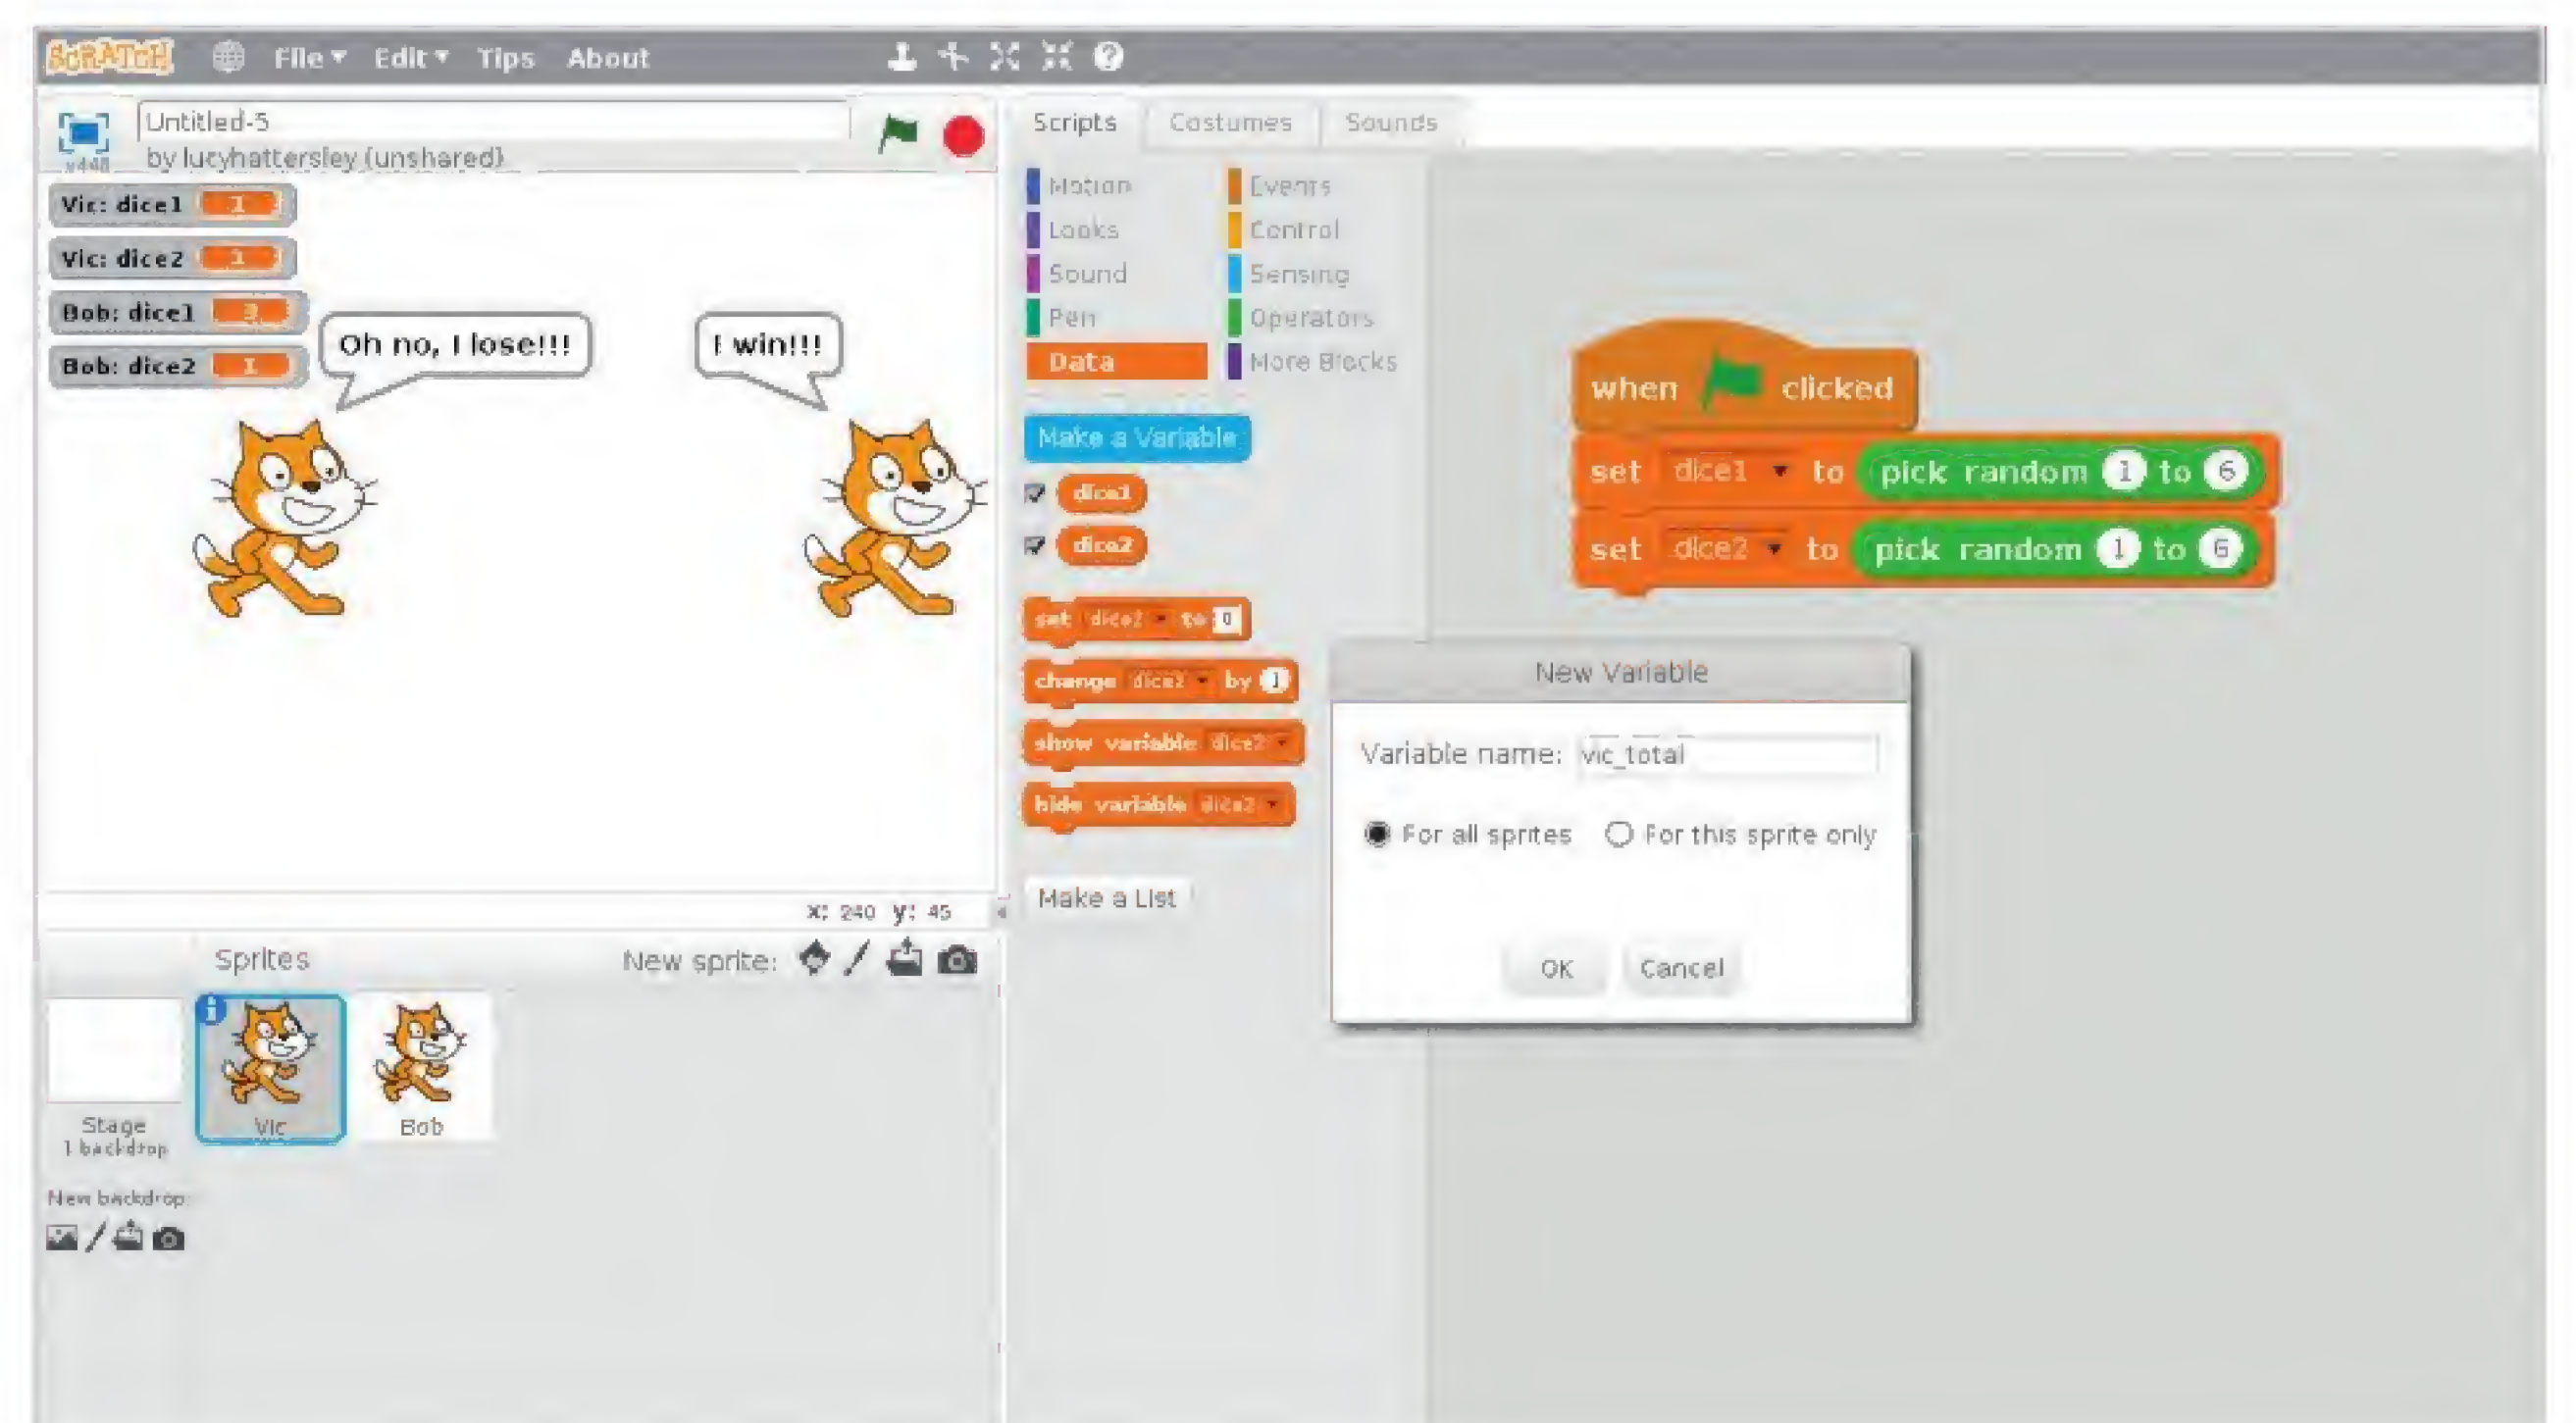 SCRATCH File Edit Tips About
Untitled-5
by lucyhattersley (unshared)
v448
Vic: dice1 1
Vic: dice2 1
Bob: dice1 3
Bob: dice2 1
Oh no, I lose!!!
I win!!!
x: 240 y: 45
Sprites New sprite:
Stage
1 backdrop
Vic
Bob
New backdrop:
Scripts Costumes Sounds
Motion Events
Looks Control
Sound Sensing
Pen Operators
Data More Blocks
Make a Variable
dice1
dice2
set dice2 to 0
change dice2 by 1
show variable dice2
hide variable dice2
Make a List
when clicked
set dice1 to pick random 1 to 6
set dice2 to pick random 1 to 6
New Variable
Variable name: vic_total
For all sprites For this sprite only
OK Cancel